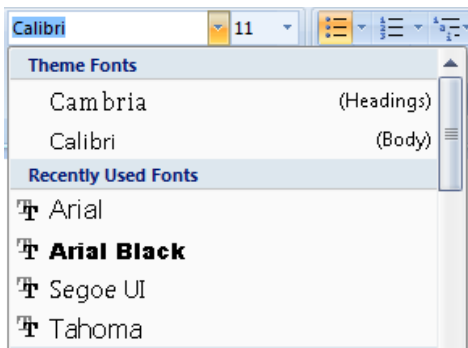 Calibri 11
Theme Fonts
Cambria (Headings)
Calibri (Body)
Recently Used Fonts
Arial
Arial Black
Segoe UI
Tahoma